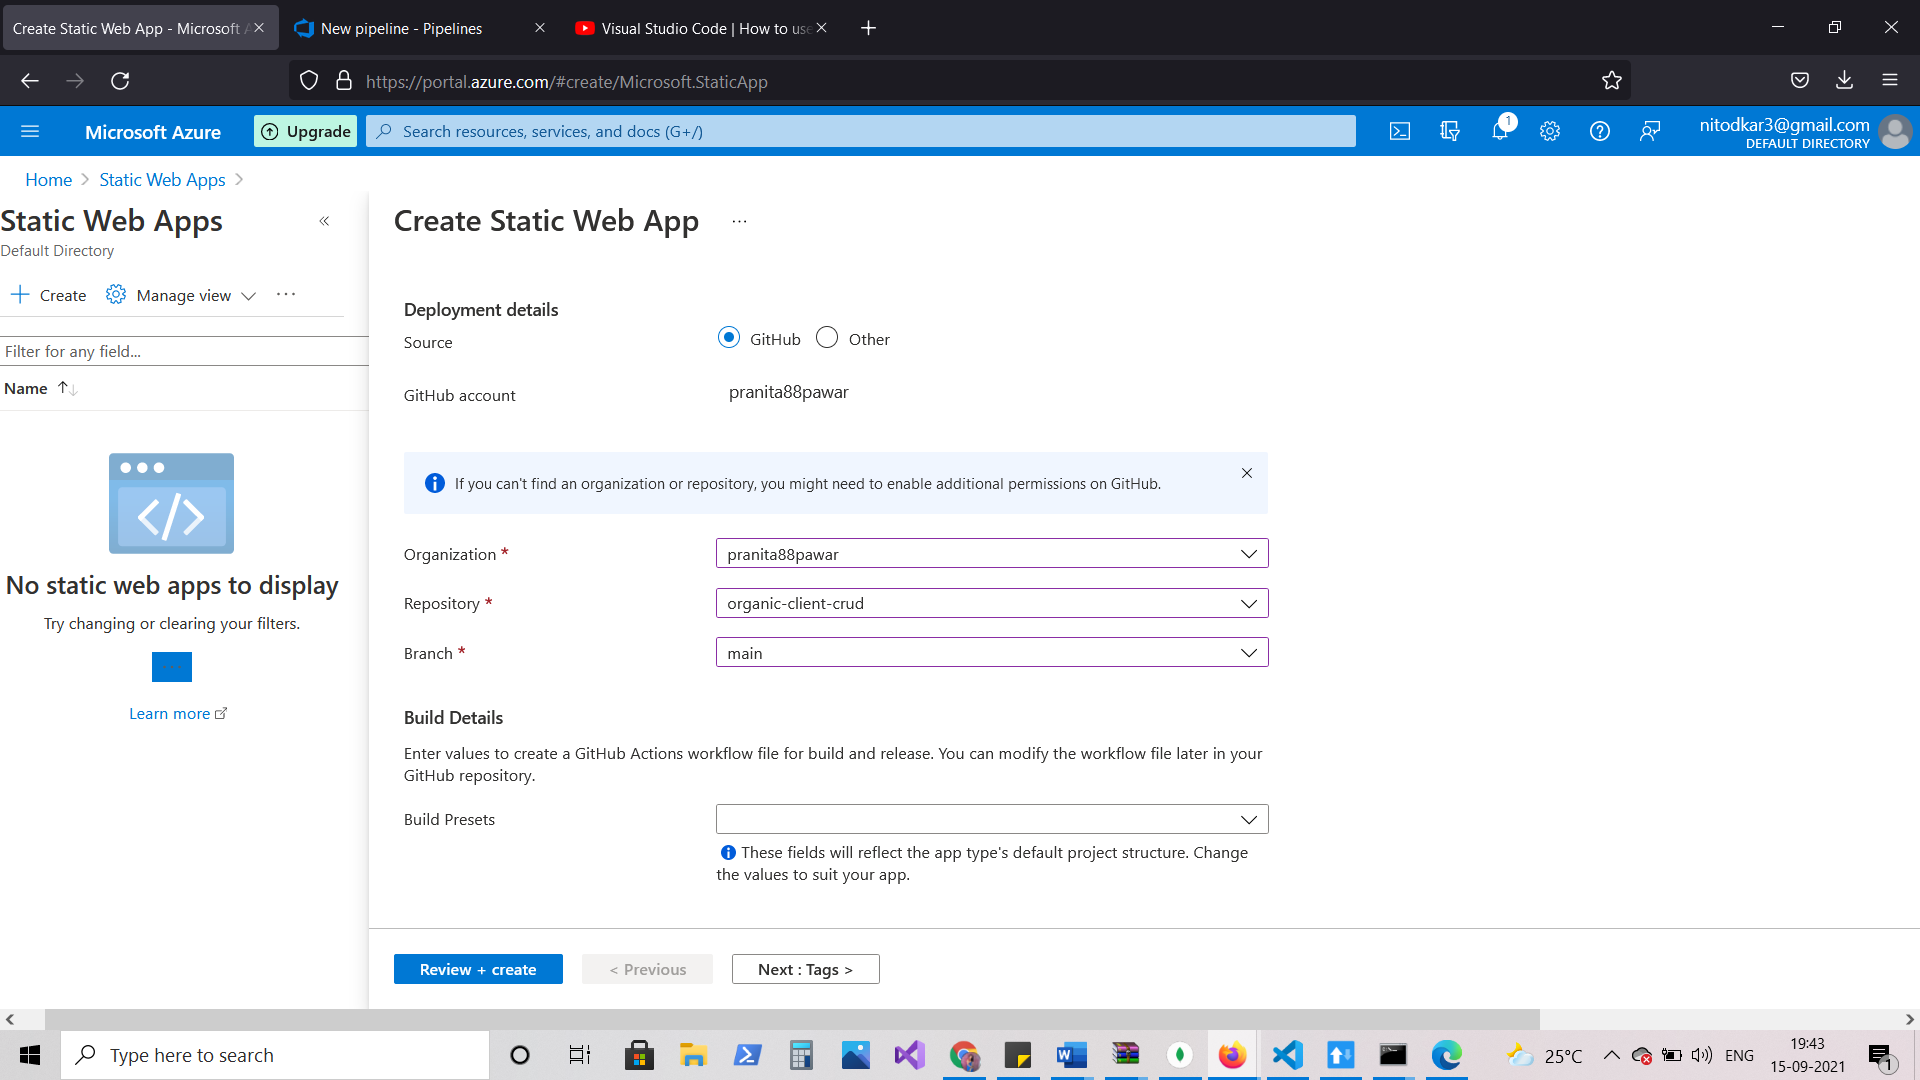 Create Static Web App - Microsoft A
New pipeline - Pipelines
Visual Studio Code | How to use
https://portal.azure.com/#create/Microsoft.StaticApp
Microsoft Azure
Upgrade
Search resources, services, and docs (G+/)
1
nitodkar3@gmail.com
DEFAULT DIRECTORY
Home
Static Web Apps
Static Web Apps
Default Directory
Create
Manage view
Filter for any field...
Name
No static web apps to display
Try changing or clearing your filters.
Learn more
Create Static Web App
Deployment details
Source
GitHub
Other
GitHub account
pranita88pawar
If you can't find an organization or repository, you might need to enable additional permissions on GitHub.
Organization *
pranita88pawar
Repository *
organic-client-crud
Branch *
main
Build Details
Enter values to create a GitHub Actions workflow file for build and release. You can modify the workflow file later in your
GitHub repository.
Build Presets
These fields will reflect the app type's default project structure. Change
the values to suit your app.
Review + create
< Previous
Next : Tags >
Type here to search
25°C
ENG
19:43
15-09-2021
1